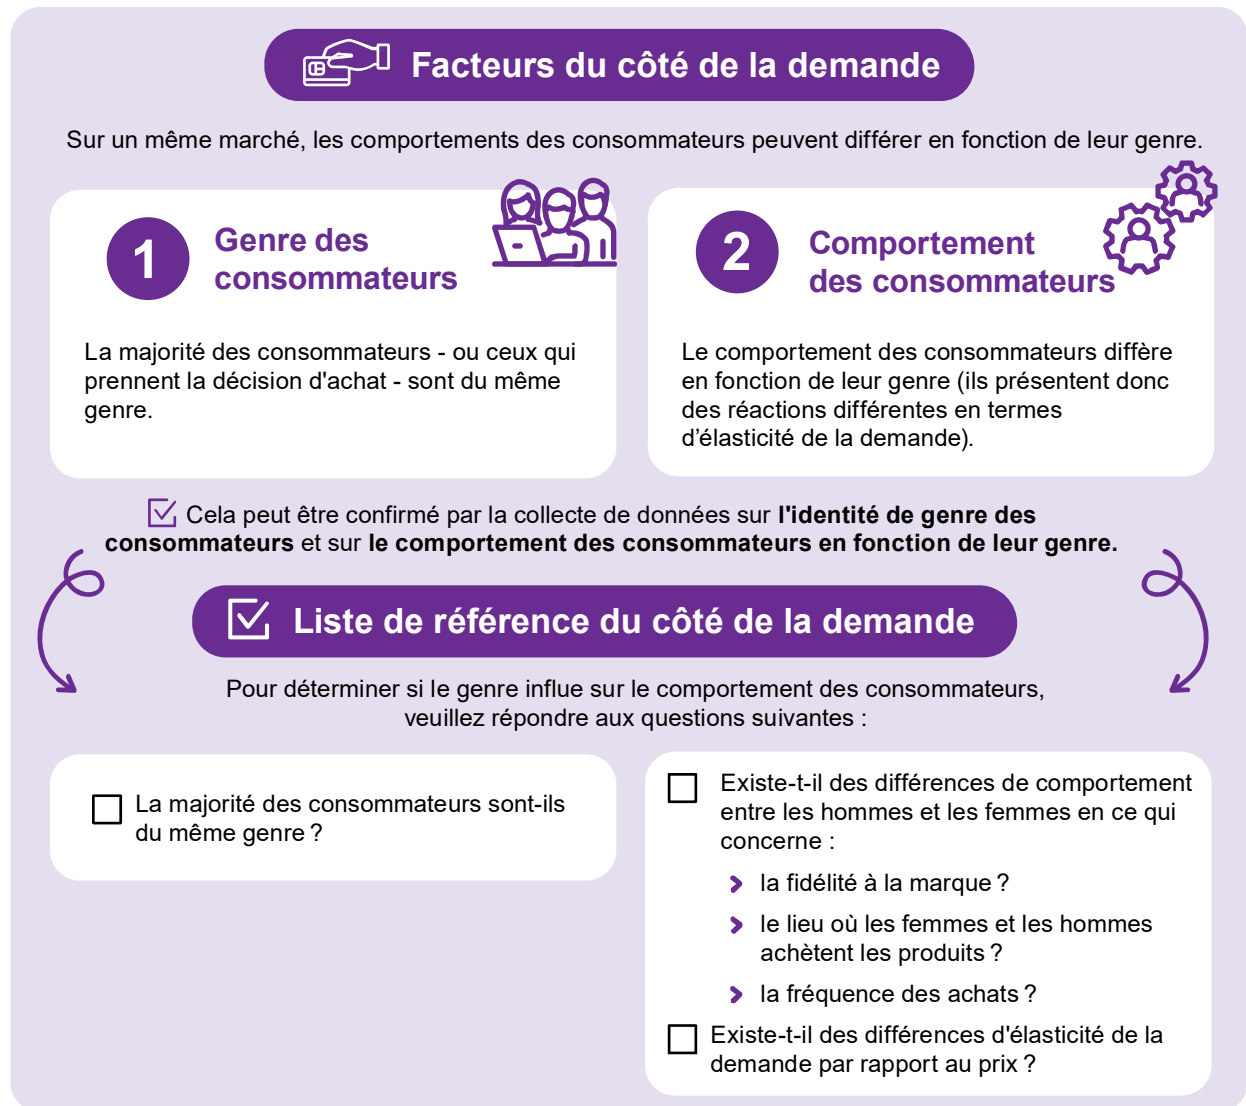 Facteurs du côté de la demande
Sur un même marché, les comportements des consommateurs peuvent différer en fonction de leur genre.
1
Genre des
consommateurs
La majorité des consommateurs - ou ceux qui
prennent la décision d'achat - sont du même
genre.
2
Comportement
des consommateurs
Le comportement des consommateurs diffère
en fonction de leur genre (ils présentent donc
des réactions différentes en termes
d’élasticité de la demande).
Cela peut être confirmé par la collecte de données sur l'identité de genre des
consommateurs et sur le comportement des consommateurs en fonction de leur genre.
Liste de référence du côté de la demande
Pour déterminer si le genre influe sur le comportement des consommateurs,
veuillez répondre aux questions suivantes :
La majorité des consommateurs sont-ils
du même genre ?
Existe-t-il des différences de comportement
entre les hommes et les femmes en ce qui
concerne :
la fidélité à la marque ?
le lieu où les femmes et les hommes
achètent les produits ?
la fréquence des achats ?
Existe-t-il des différences d'élasticité de la
demande par rapport au prix ?